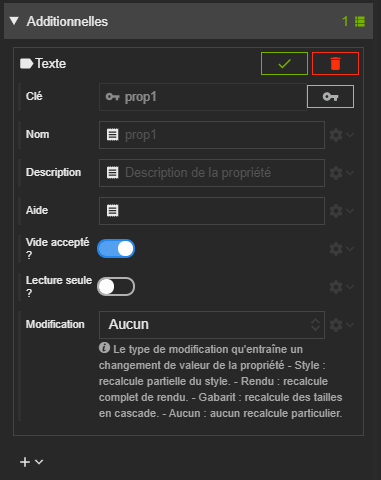 Additionnelles 1
Texte
Clé prop1
Nom prop1
Description Description de la propriété
Aide
Vide accepté
?
Lecture seule
?
Modification Aucun
Le type de modification qu'entraîne un
changement de valeur de la propriété - Style :
recalcule partielle du style. - Rendu : recalcule
complet de rendu. - Gabarit : recalcule des tailles
en cascade. - Aucun : aucun recalcule particulier.